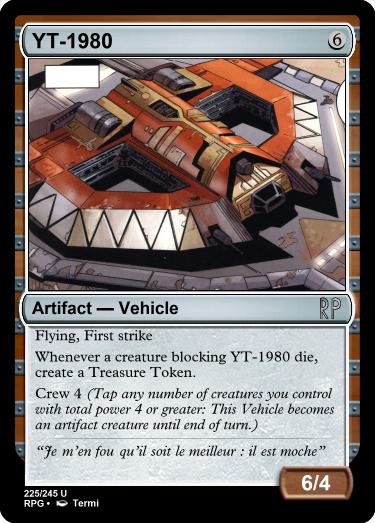 YT-1980 6
Artifact — Vehicle RP
Flying, First strike
Whenever a creature blocking YT-1980 die,
create a Treasure Token.
Crew 4 (Tap any number of creatures you control
with total power 4 or greater: This Vehicle becomes
an artifact creature until end of turn.)
“Je m'en fou qu'il soit le meilleur : il est moche”
6/4
225/245 U
RPG • Termi